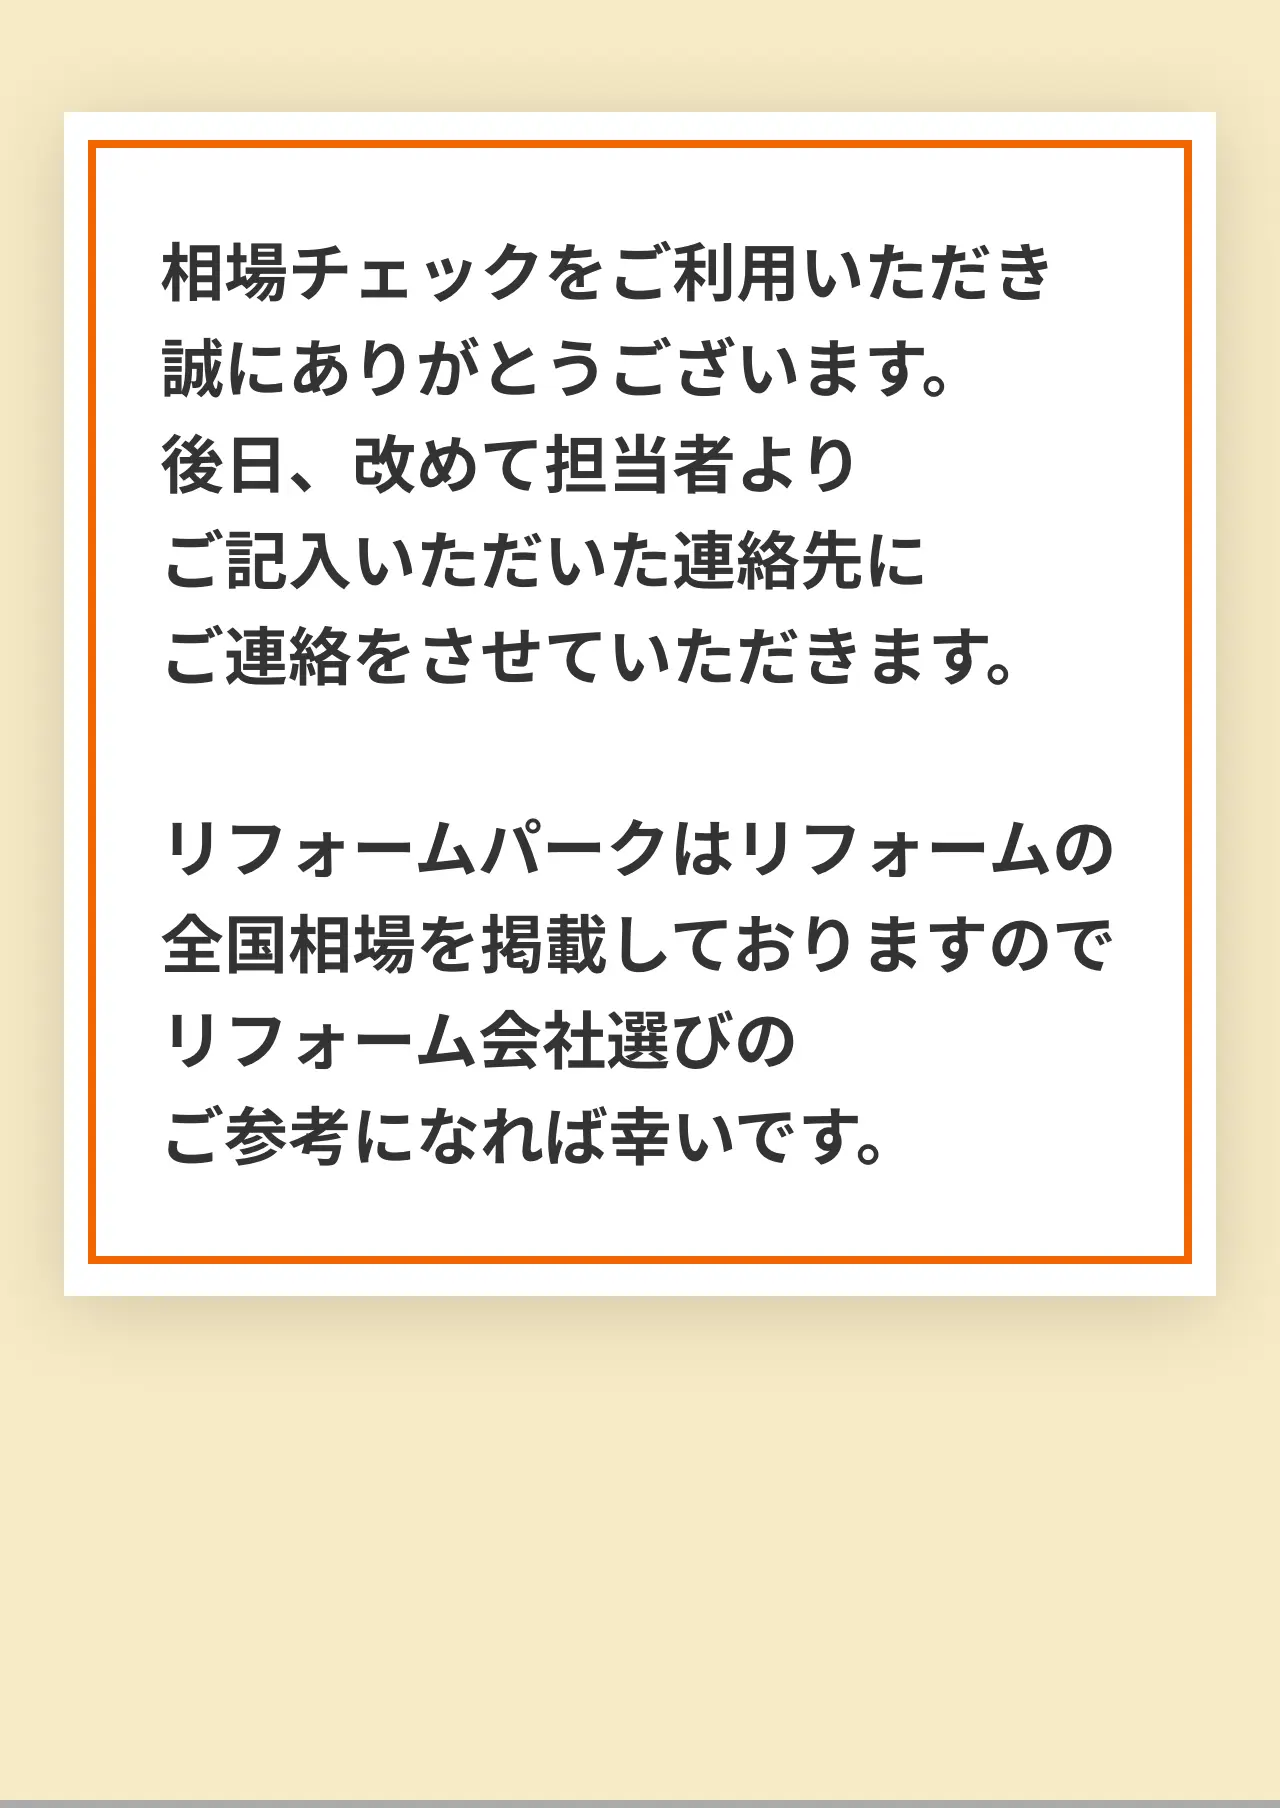 相場チェックをご利用いただき
誠にありがとうございます。
後日、改めて担当者より
ご記入いただいた連絡先に
ご連絡をさせていただきます。
リフォームパークはリフォームの
全国相場を掲載しておりますので
リフォーム会社選びの
ご参考になれば幸いです。